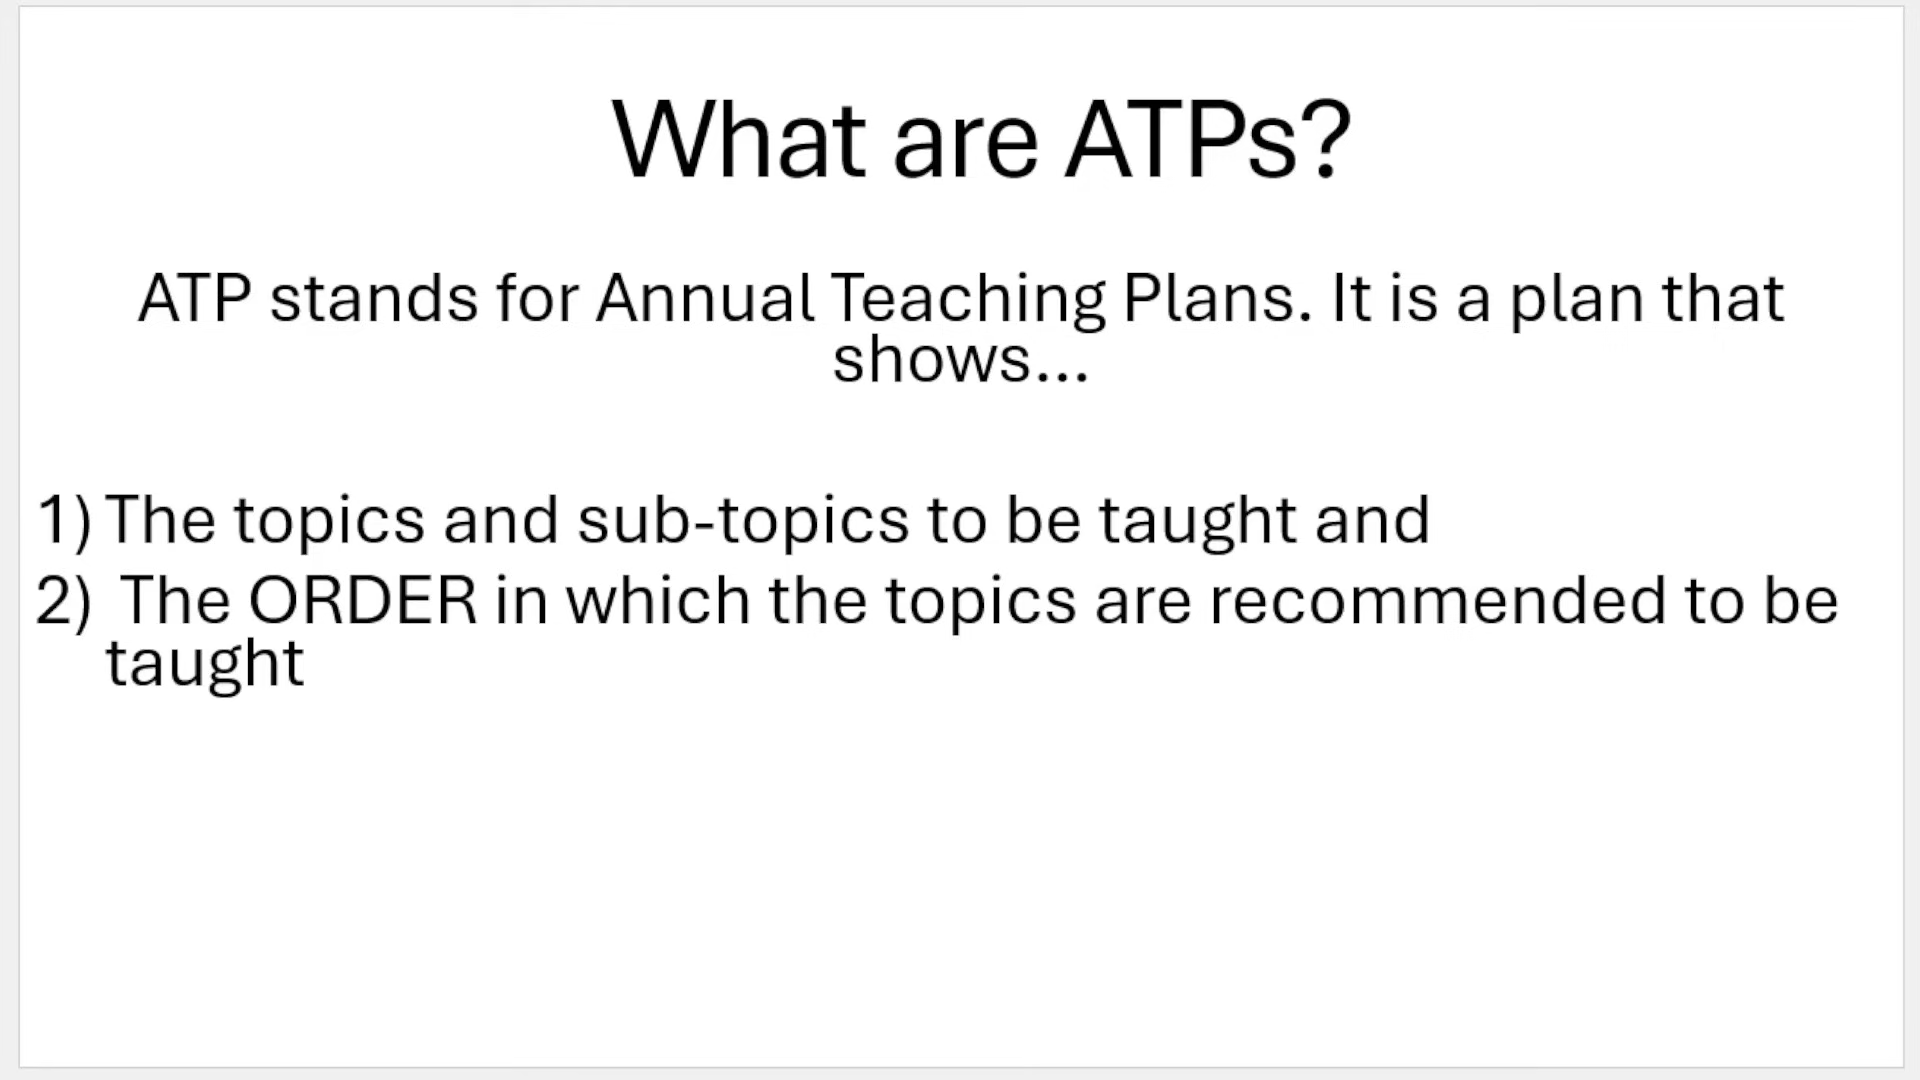 What are ATPs?
ATP stands for Annual Teaching Plans. It is a plan that
shows...
1) The topics and sub-topics to be taught and
2) The ORDER in which the topics are recommended to be
taught